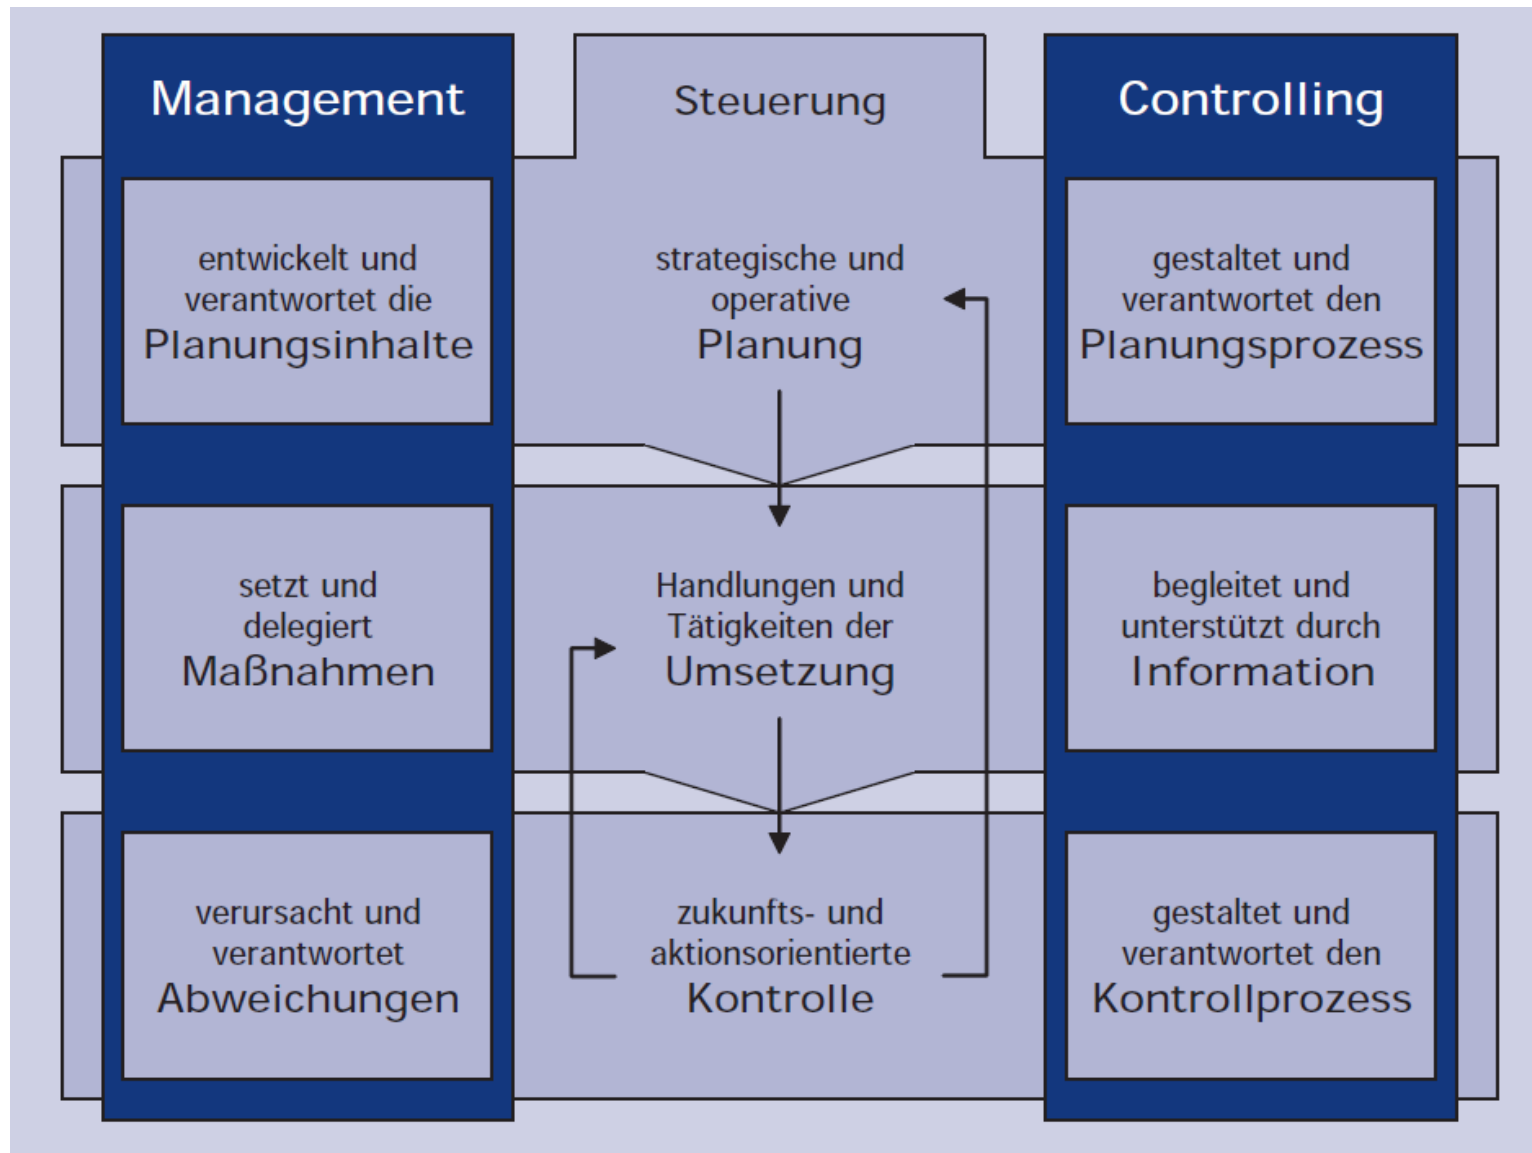 Management
Steuerung
Controlling
entwickelt und
verantwortet die
Planungsinhalte
strategische und
operative
Planung
gestaltet und
verantwortet den
Planungsprozess
setzt und
delegiert
Maßnahmen
Handlungen und
Tätigkeiten der
Umsetzung
begleitet und
unterstützt durch
Information
verursacht und
verantwortet
Abweichungen
zukunfts- und
aktionsorientierte
Kontrolle
gestaltet und
verantwortet den
Kontrollprozess